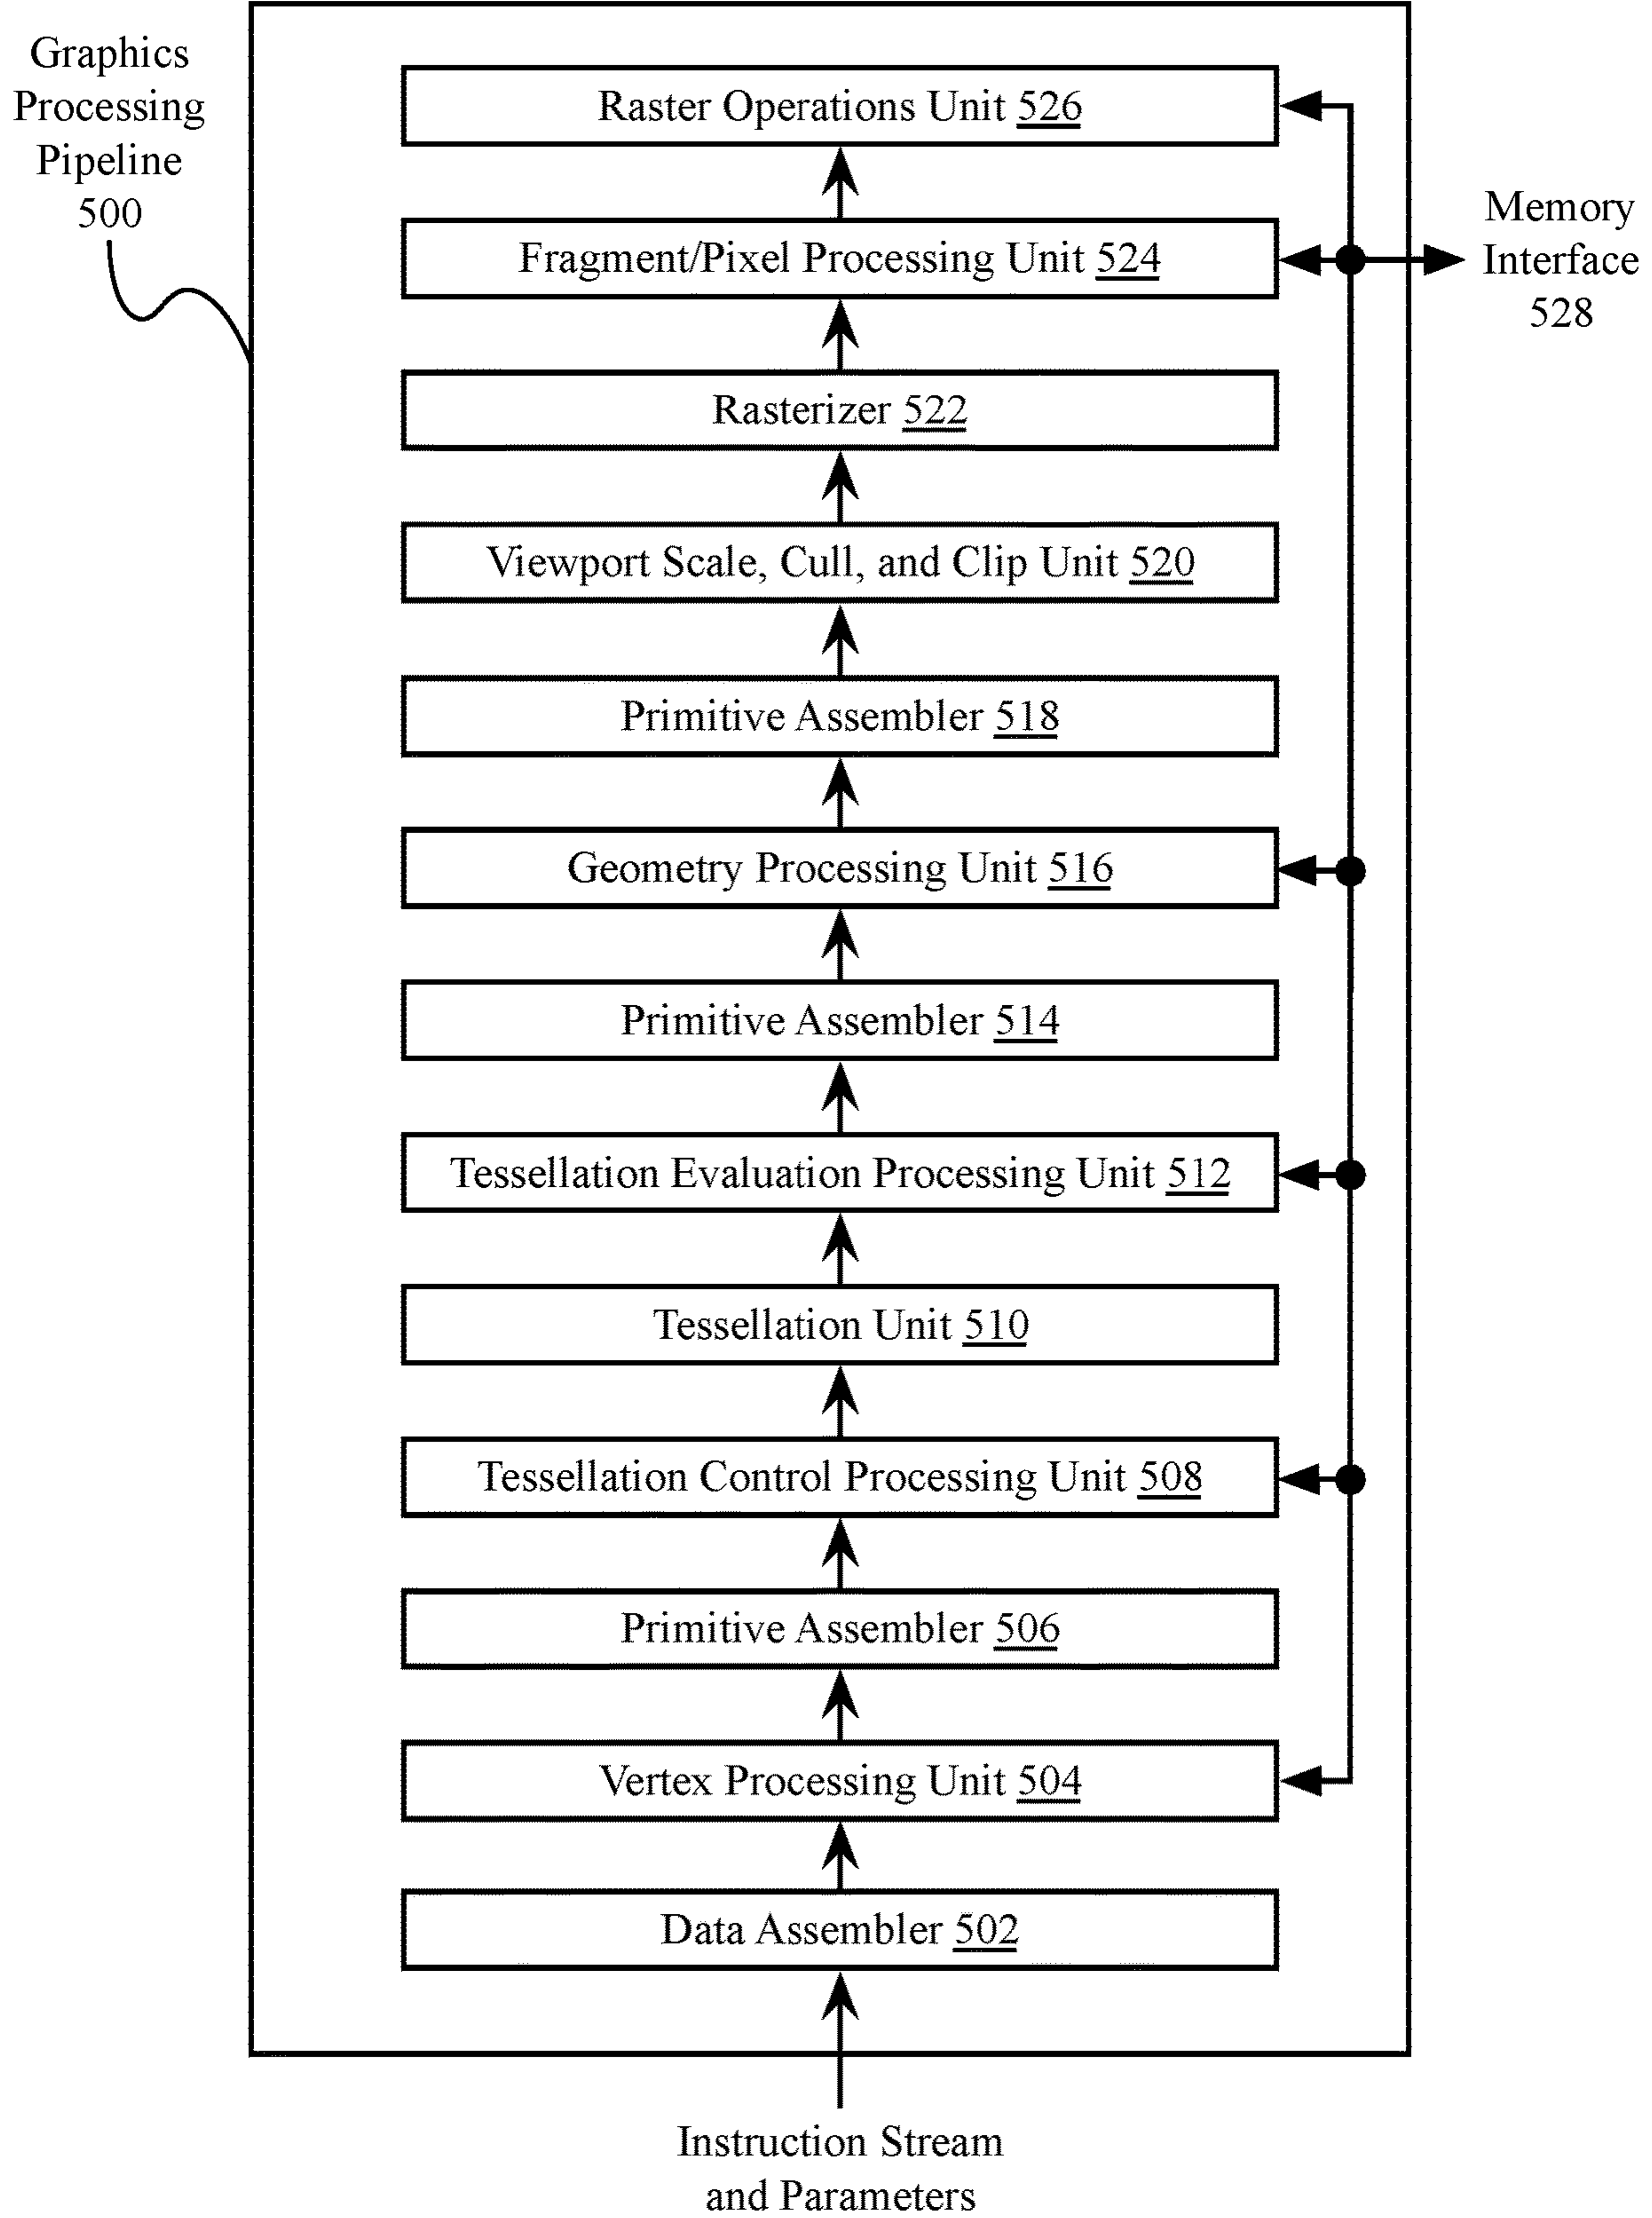 Graphics
Processing
Pipeline
500
Raster Operations Unit 526
Fragment/Pixel Processing Unit 524
Memory
Interface
528
Rasterizer 522
Viewport Scale, Cull, and Clip Unit 520
Primitive Assembler 518
Geometry Processing Unit 516
Primitive Assembler 514
Tessellation Evaluation Processing Unit 512
Tessellation Unit 510
Tessellation Control Processing Unit 508
Primitive Assembler 506
Vertex Processing Unit 504
Data Assembler 502
Instruction Stream
and Parameters